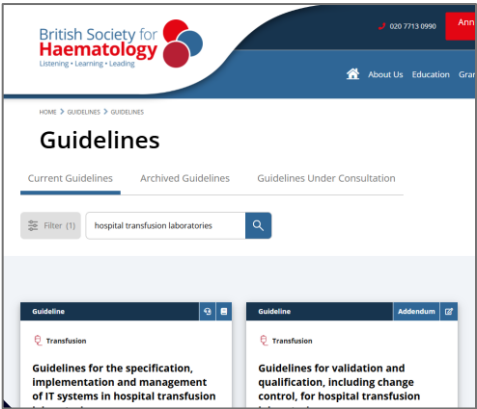 British Society for
Haematology
Listening • Learning • Leading
020 7713 0990
Ann
About Us Education Gran
HOME > GUIDELINES > GUIDELINES
Guidelines
Current Guidelines Archived Guidelines Guidelines Under Consultation
Filter (1) hospital transfusion laboratories
Guideline
Transfusion
Guidelines for the specification,
implementation and management
of IT systems in hospital transfusion
Guideline Addendum
Transfusion
Guidelines for validation and
qualification, including change
control, for hospital transfusion